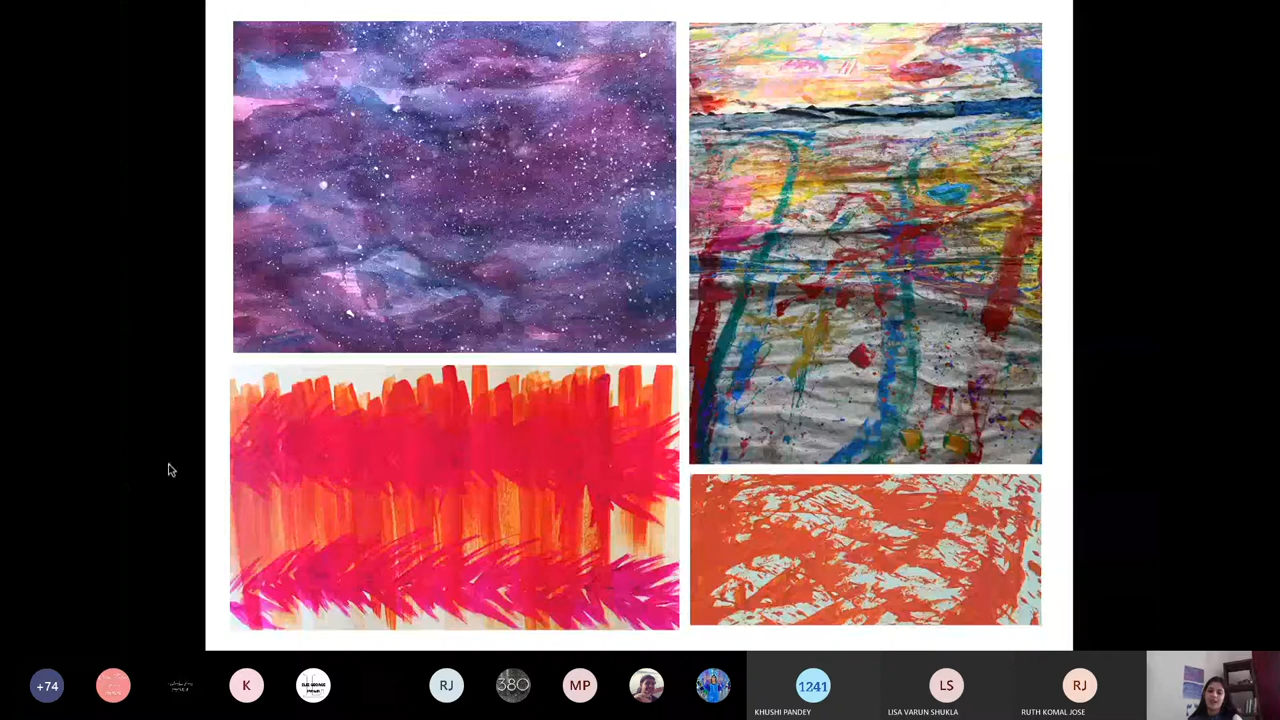 +74
K
RJ
380
MP
1241
LS
RJ
KHUSHI PANDEY
LISA VARUN SHUKLA
RUTH KOMAL JOSE